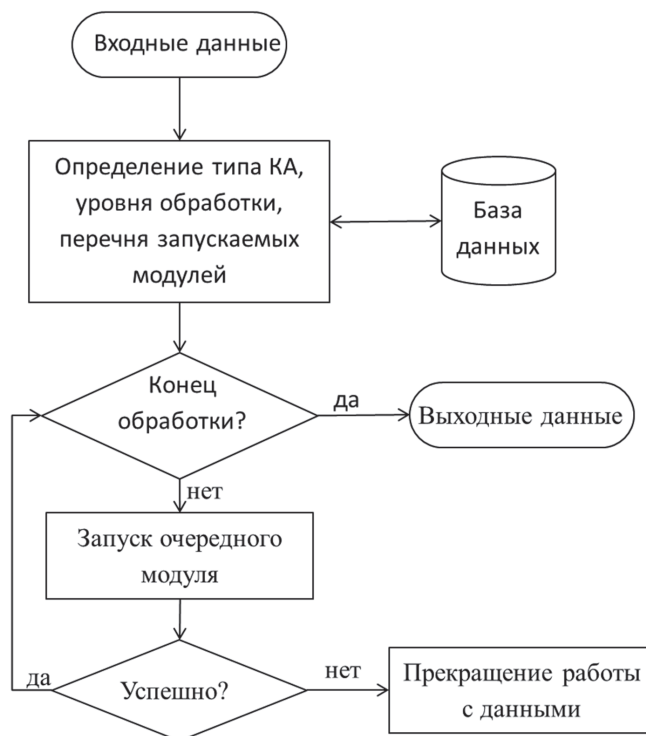 Входные данные
Определение типа КА,
уровня обработки,
перечня запускаемых
модулей
База
данных
Конец
обработки?
да
Выходные данные
нет
Запуск очередного
модуля
да
Успешно?
нет
Прекращение работы
с данными